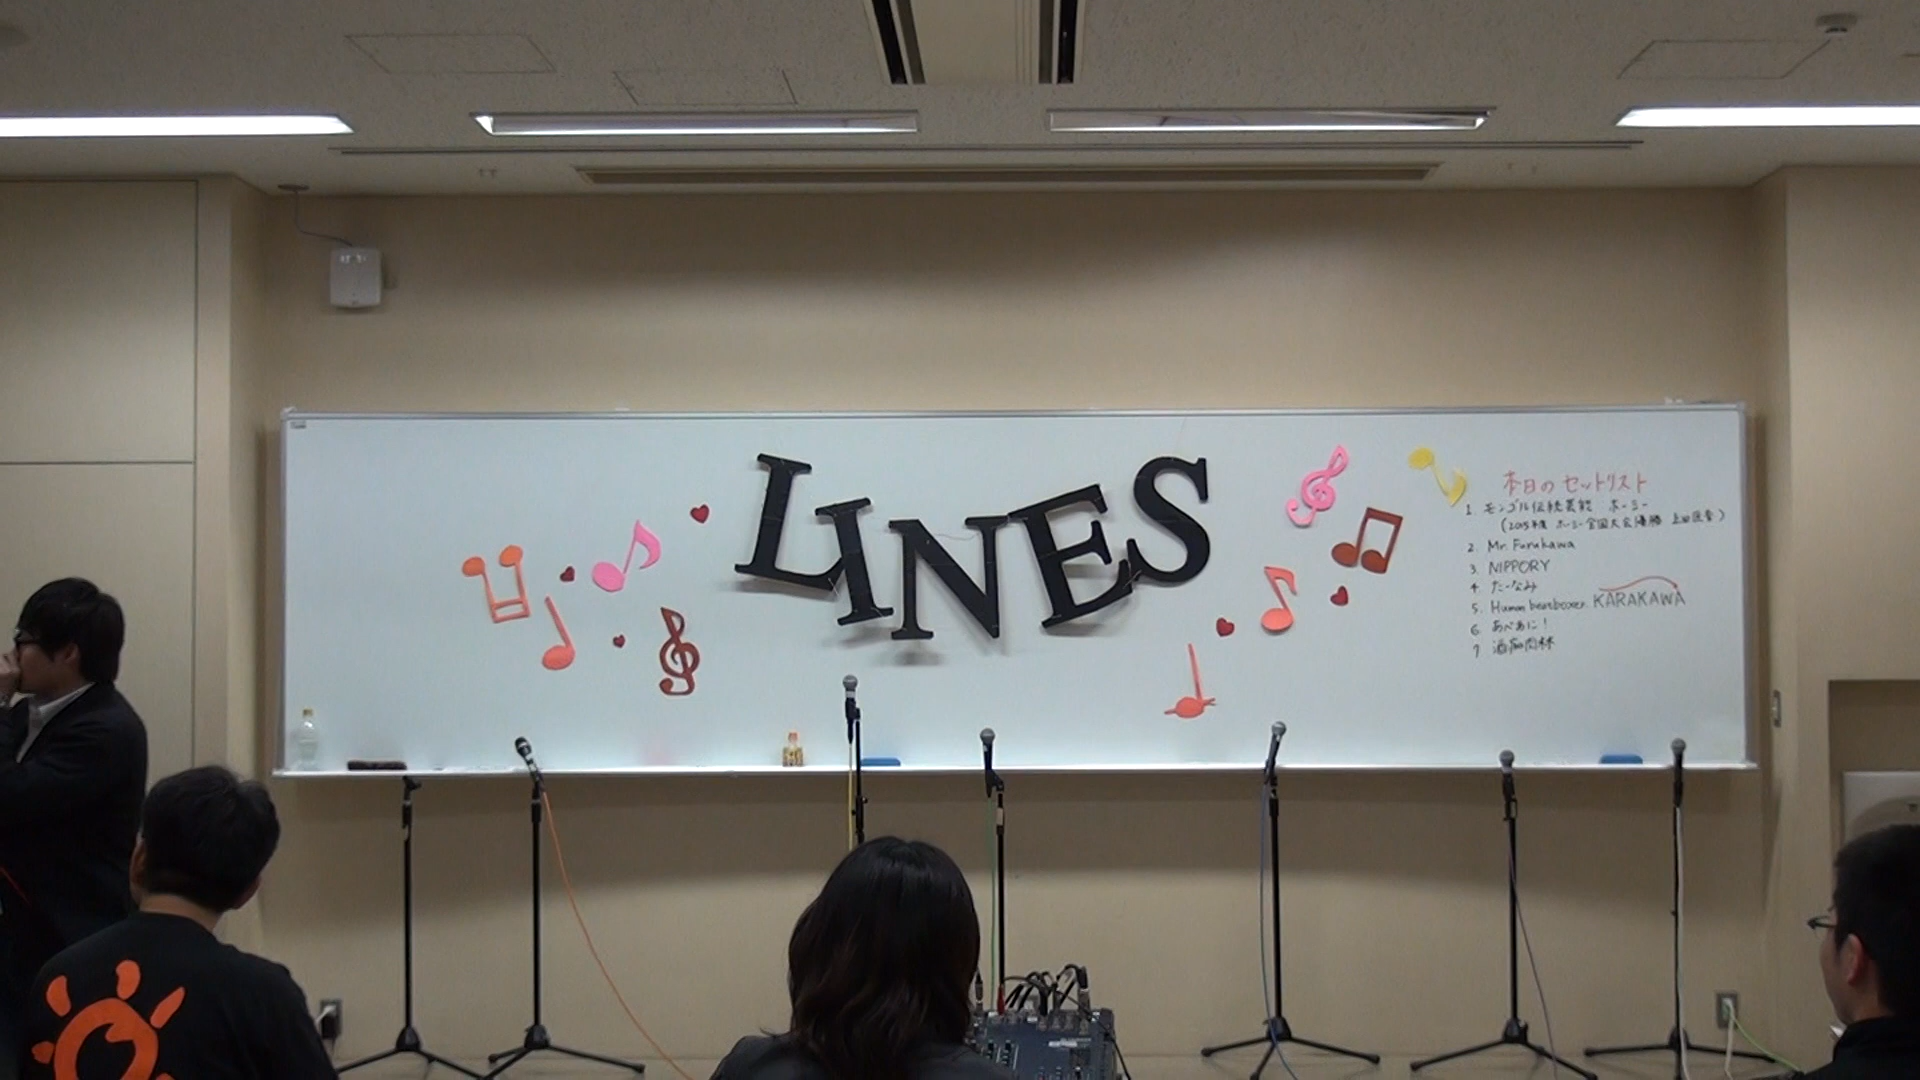 LINES
本日のセットリスト
1. モンゴル伝統芸能 ホーミー
(2015年度 ホーミー全国大会優勝 上田
2. Mr. Furukawa
3. NIPPORY
4. たーなみ
5. Human beatboxer KARAKAWA
6. あべあに!
7. 酒池肉林